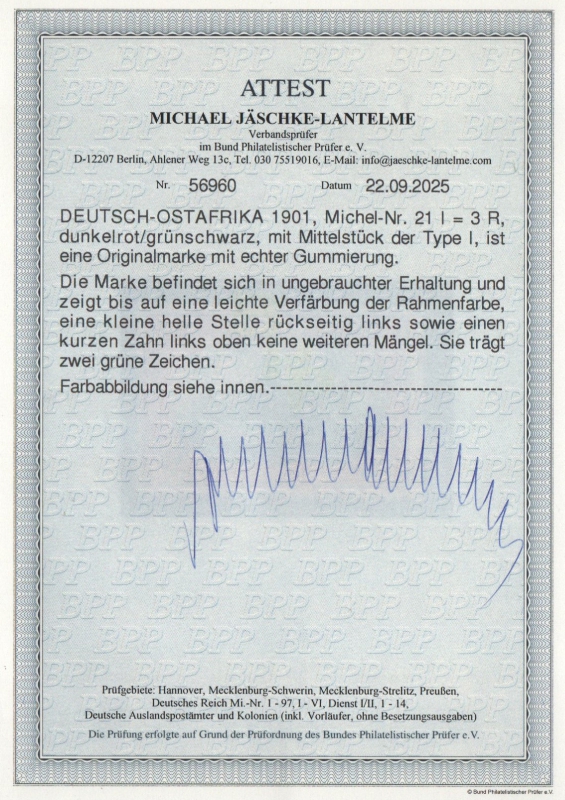 ATTEST
MICHAEL JÄSCHKE-LANTELME
Verbandsprüfer
im Bund Philatelistischer Prüfer e. V.
D-12207 Berlin, Ahlener Weg 13c, Tel. 030 75519016, E-Mail: info@jaeschke-lantelme.com
Nr. 56960 Datum 22.09.2025
DEUTSCH-OSTAFRIKA 1901, Michel-Nr. 21 I = 3 R,
dunkelrot/grünschwarz, mit Mittelstück der Type I, ist
eine Originalmarke mit echter Gummierung.
Die Marke befindet sich in ungebrauchter Erhaltung und
zeigt bis auf eine leichte Verfärbung der Rahmenfarbe,
eine kleine helle Stelle rückseitig links sowie einen
kurzen Zahn links oben keine weiteren Mängel. Sie trägt
zwei grüne Zeichen.
Farbabbildung siehe innen.-------------------------------------
Prüfgebiete: Hannover, Mecklenburg-Schwerin, Mecklenburg-Strelitz, Preußen,
Deutsches Reich Mi.-Nr. 1 - 97, I - VI, Dienst I/II, 1 - 14,
Deutsche Auslandspostämter und Kolonien (inkl. Vorläufer, ohne Besetzungsausgaben)
Die Prüfung erfolgte auf Grund der Prüfordnung des Bundes Philatelistischer Prüfer e.V.
© Bund Philatelistischer Prüfer e.V.